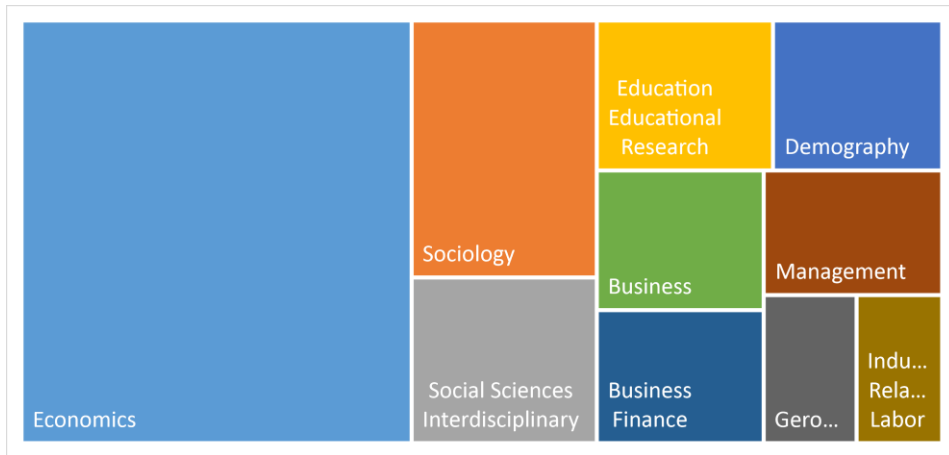 Economics
Sociology
Social Sciences
Interdisciplinary
Education
Educational
Research
Demography
Business
Management
Business
Finance
Gero...
Indu...
Rela...
Labor